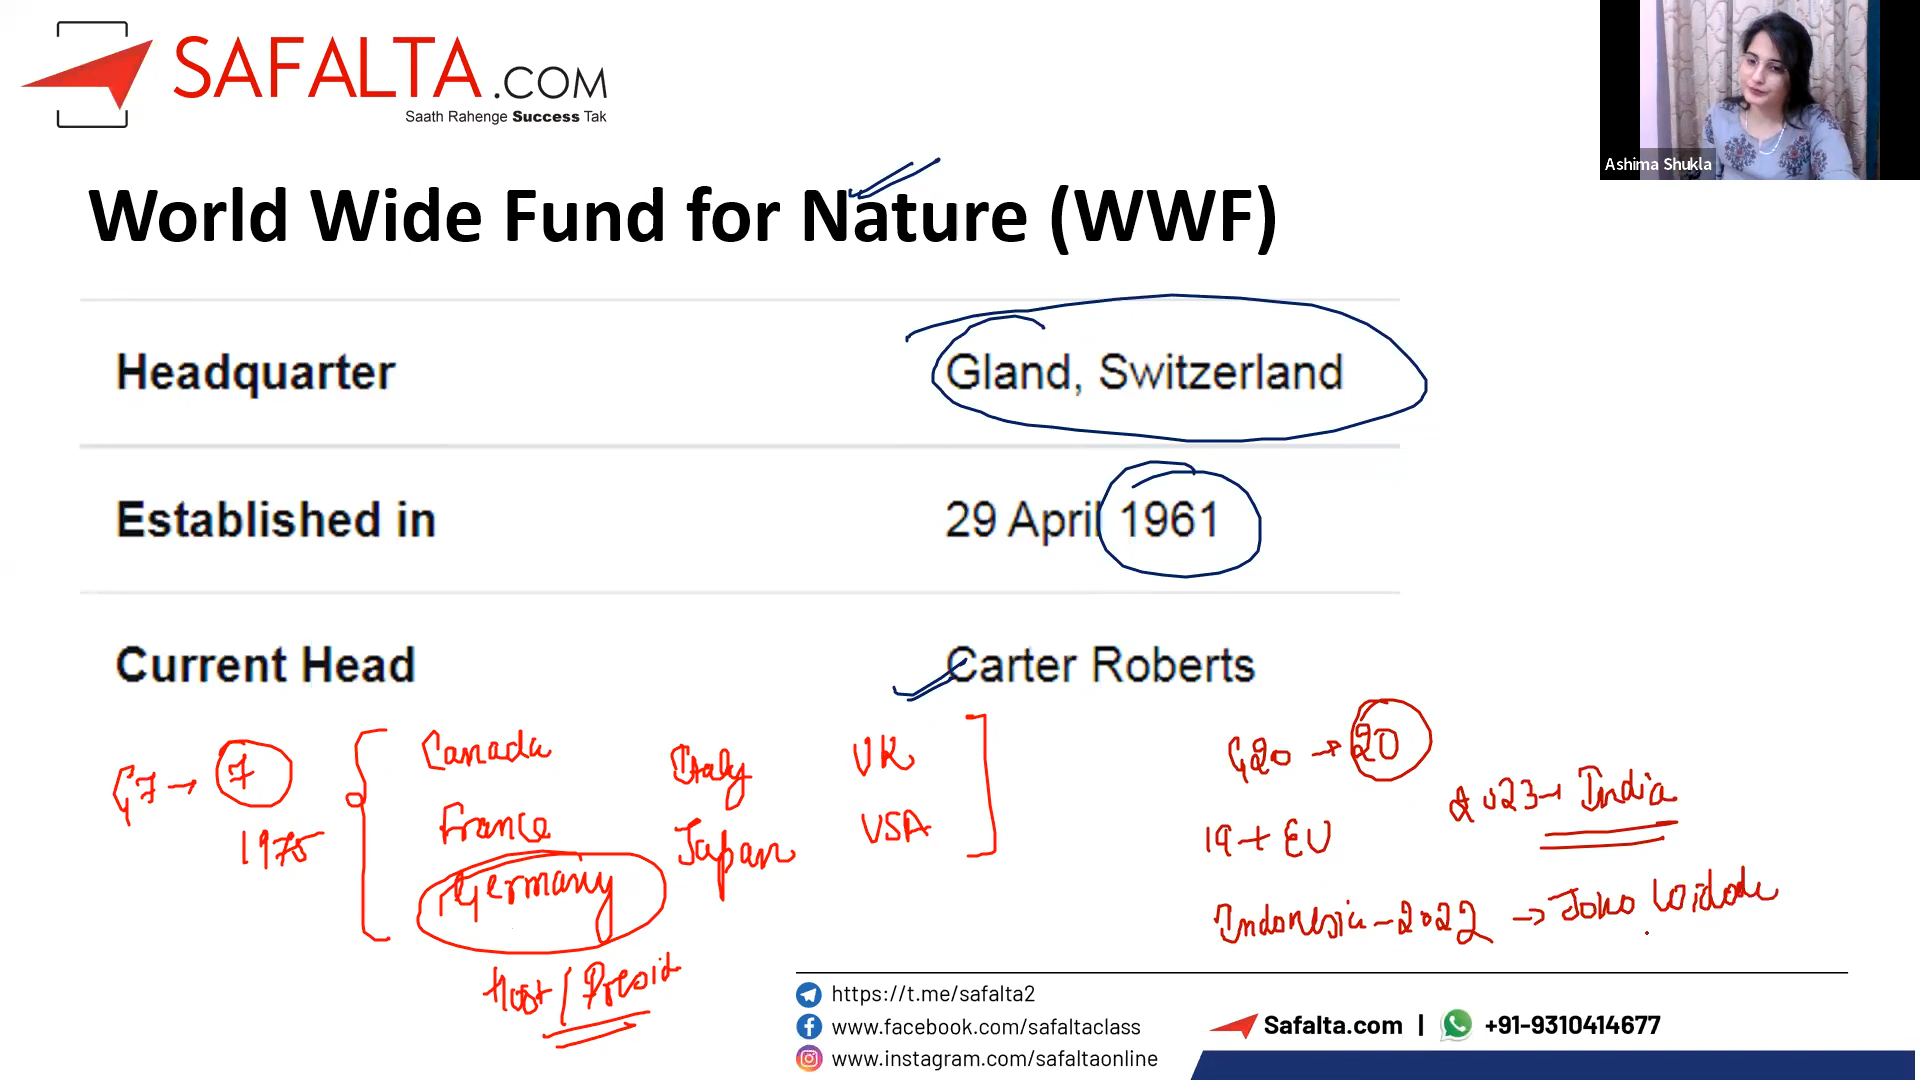 SAFALTA.COM
Saath Rahenge Success Tak
Ashima Shukla
World Wide Fund for Nature (WWF)
Headquarter Gland, Switzerland
Established in 29 April 1961
Current Head Carter Roberts
G7 → 7
1975
Canada Italy UK
France Japan USA
Germany
Host / Presid
G20 → 20
2023 → India
19 + EU
Indonesia - 2022 → Joko Widodo
https://t.me/safalta2
www.facebook.com/safaltaclass
www.instagram.com/safaltaonline
Safalta.com | +91-9310414677